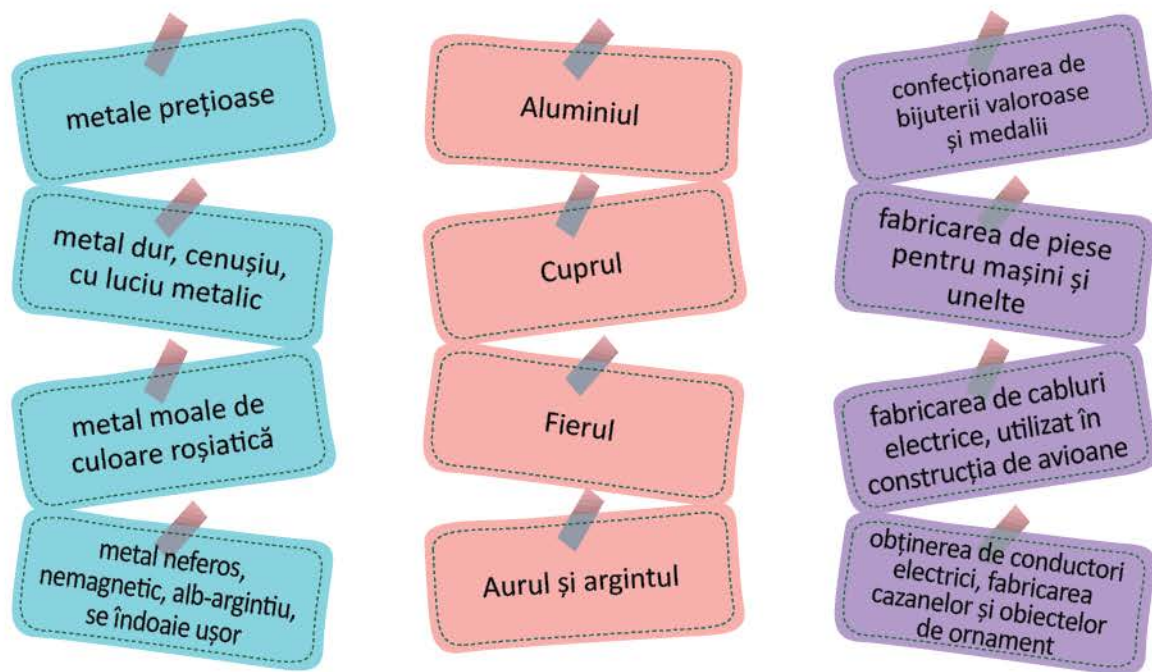 metale prețioase
metal dur, cenușiu,
cu luciu metalic
metal moale de
culoare roșiatică
metal neferos,
nemagnetic, alb-argintiu,
se îndoaie ușor
Aluminiul
Cuprul
Fierul
Aurul și argintul
confecționarea de
bijuterii valoroase
și medalii
fabricarea de piese
pentru mașini și
unelte
fabricarea de cabluri
electrice, utilizat în
construcția de avioane
obținerea de conductori
electrici, fabricarea
cazanelor și obiectelor
de ornament